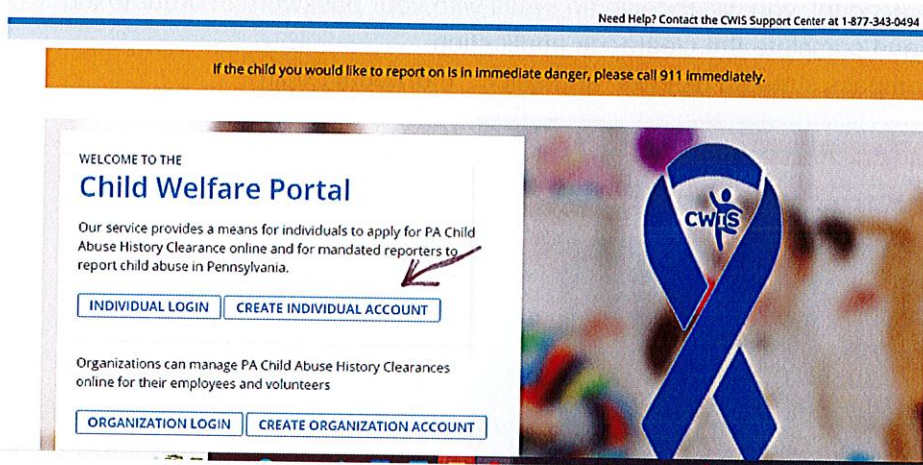 Need Help? Contact the CWIS Support Center at 1-877-343-0494
If the child you would like to report on is in immediate danger, please call 911 immediately.
WELCOME TO THE
Child Welfare Portal
Our service provides a means for individuals to apply for PA Child
Abuse History Clearance online and for mandated reporters to
report child abuse in Pennsylvania.
INDIVIDUAL LOGIN
CREATE INDIVIDUAL ACCOUNT
CWIS
Organizations can manage PA Child Abuse History Clearances
online for their employees and volunteers
ORGANIZATION LOGIN
CREATE ORGANIZATION ACCOUNT